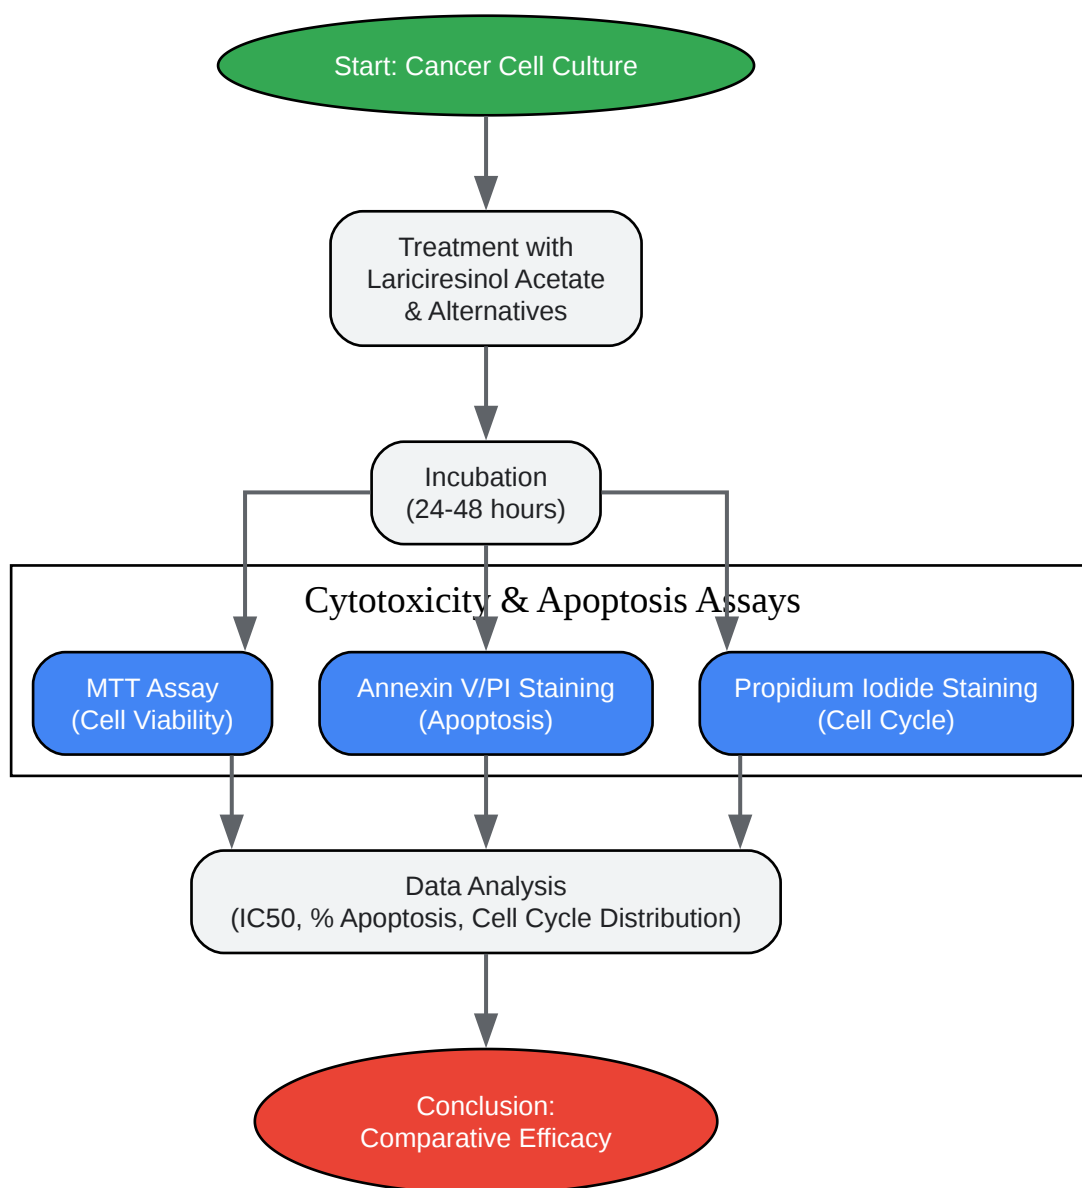 Start: Cancer Cell Culture
Treatment with
Lariciresinol Acetate
& Alternatives
Incubation
(24-48 hours)
Cytotoxicity & Apoptosis Assays
MTT Assay
(Cell Viability)
Annexin V/PI Staining
(Apoptosis)
Propidium Iodide Staining
(Cell Cycle)
Data Analysis
(IC50, % Apoptosis, Cell Cycle Distribution)
Conclusion:
Comparative Efficacy